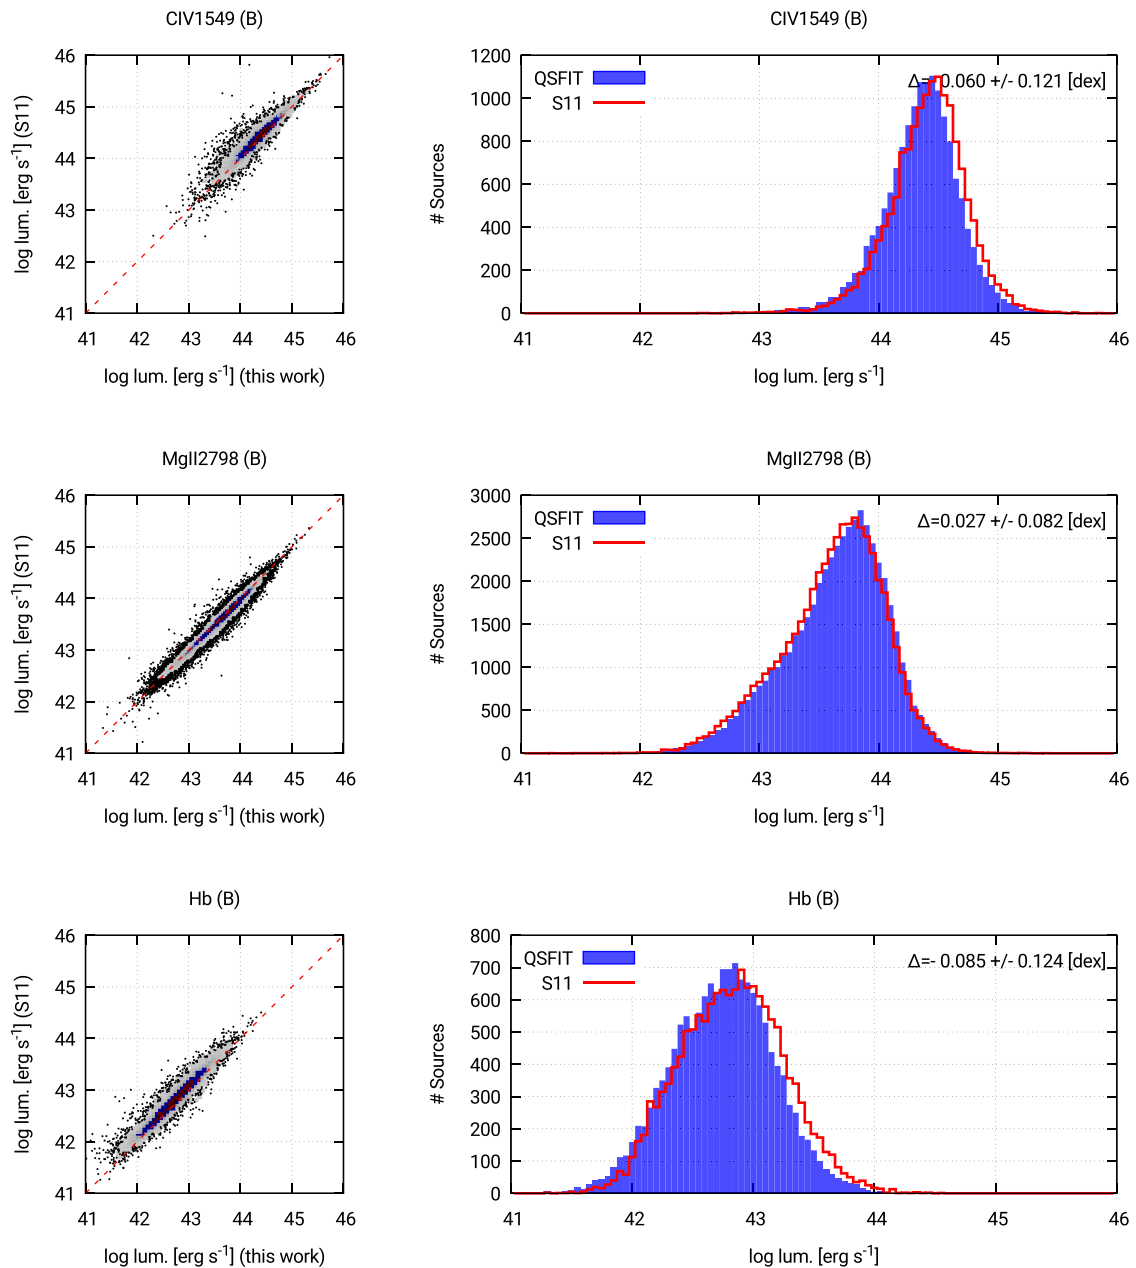 CIV1549 (B)
46
45
44
43
42
41
41 42 43 44 45 46
log lum. [erg s-1] (S11)
log lum. [erg s-1] (this work)
CIV1549 (B)
1200
1000
800
600
400
200
0
41 42 43 44 45 46
# Sources
log lum. [erg s-1]
QSFIT
S11
Δ=- 0.060 +/- 0.121 [dex]
MgII2798 (B)
46
45
44
43
42
41
41 42 43 44 45 46
log lum. [erg s-1] (S11)
log lum. [erg s-1] (this work)
MgII2798 (B)
3000
2500
2000
1500
1000
500
0
41 42 43 44 45 46
# Sources
log lum. [erg s-1]
QSFIT
S11
Δ=0.027 +/- 0.082 [dex]
Hb (B)
46
45
44
43
42
41
41 42 43 44 45 46
log lum. [erg s-1] (S11)
log lum. [erg s-1] (this work)
Hb (B)
800
700
600
500
400
300
200
100
0
41 42 43 44 45 46
# Sources
log lum. [erg s-1]
QSFIT
S11
Δ=- 0.085 +/- 0.124 [dex]